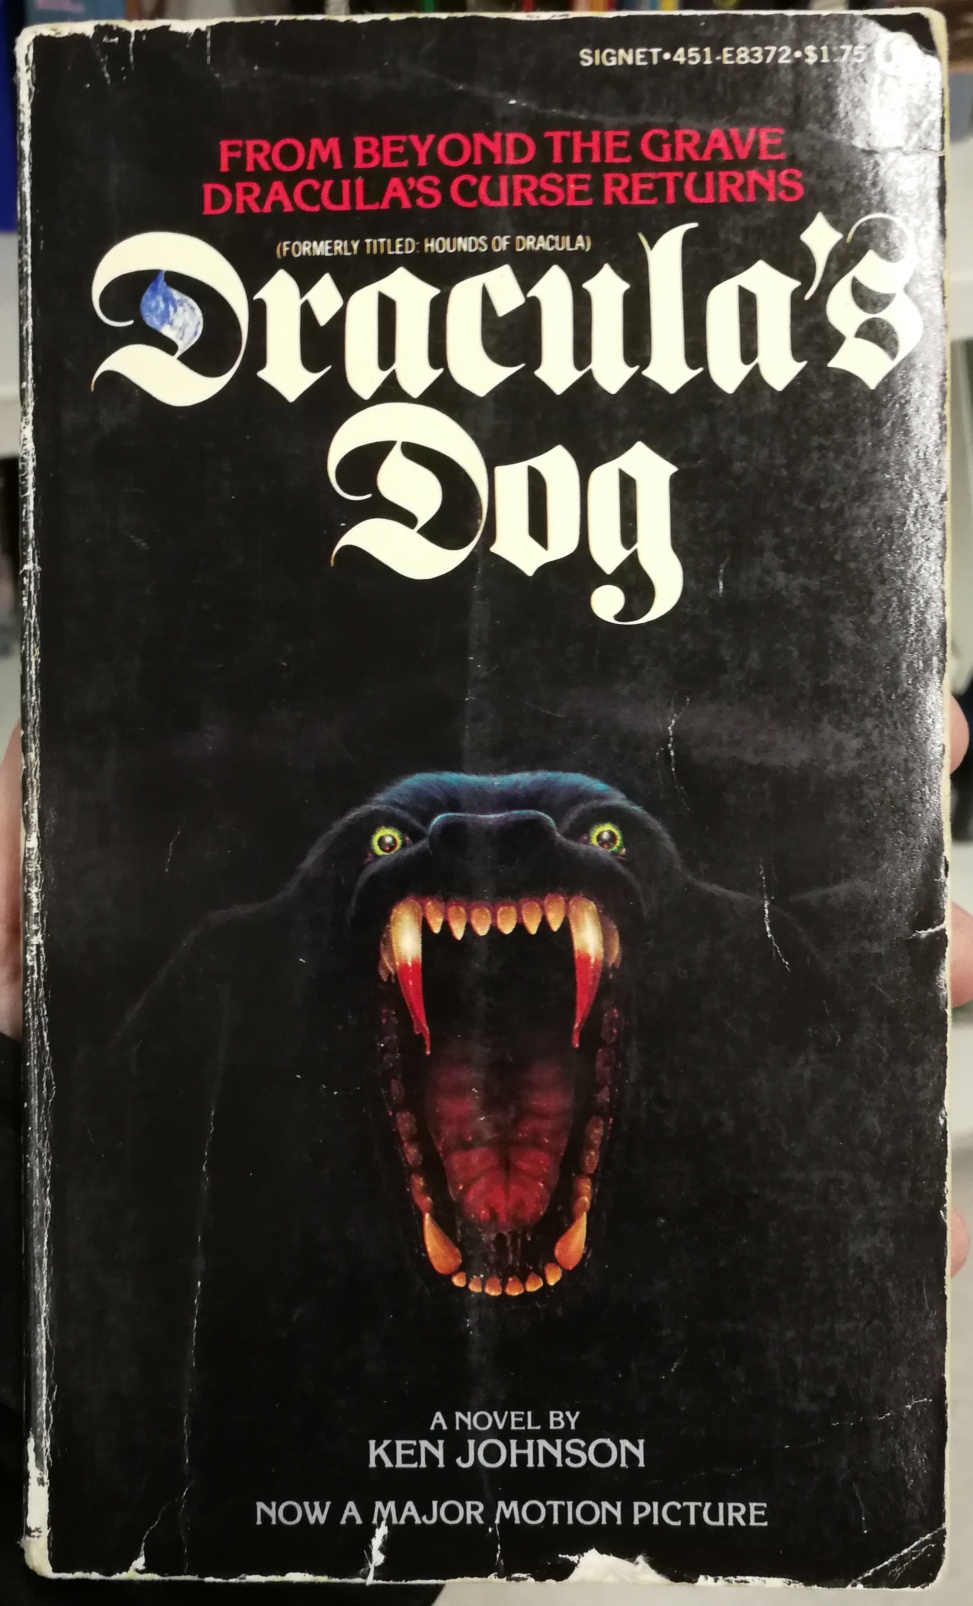 SIGNET•451-E8372•$1.75
FROM BEYOND THE GRAVE
DRACULA'S CURSE RETURNS
(FORMERLY TITLED: HOUNDS OF DRACULA)
Dracula's
Dog
A NOVEL BY
KEN JOHNSON
NOW A MAJOR MOTION PICTURE